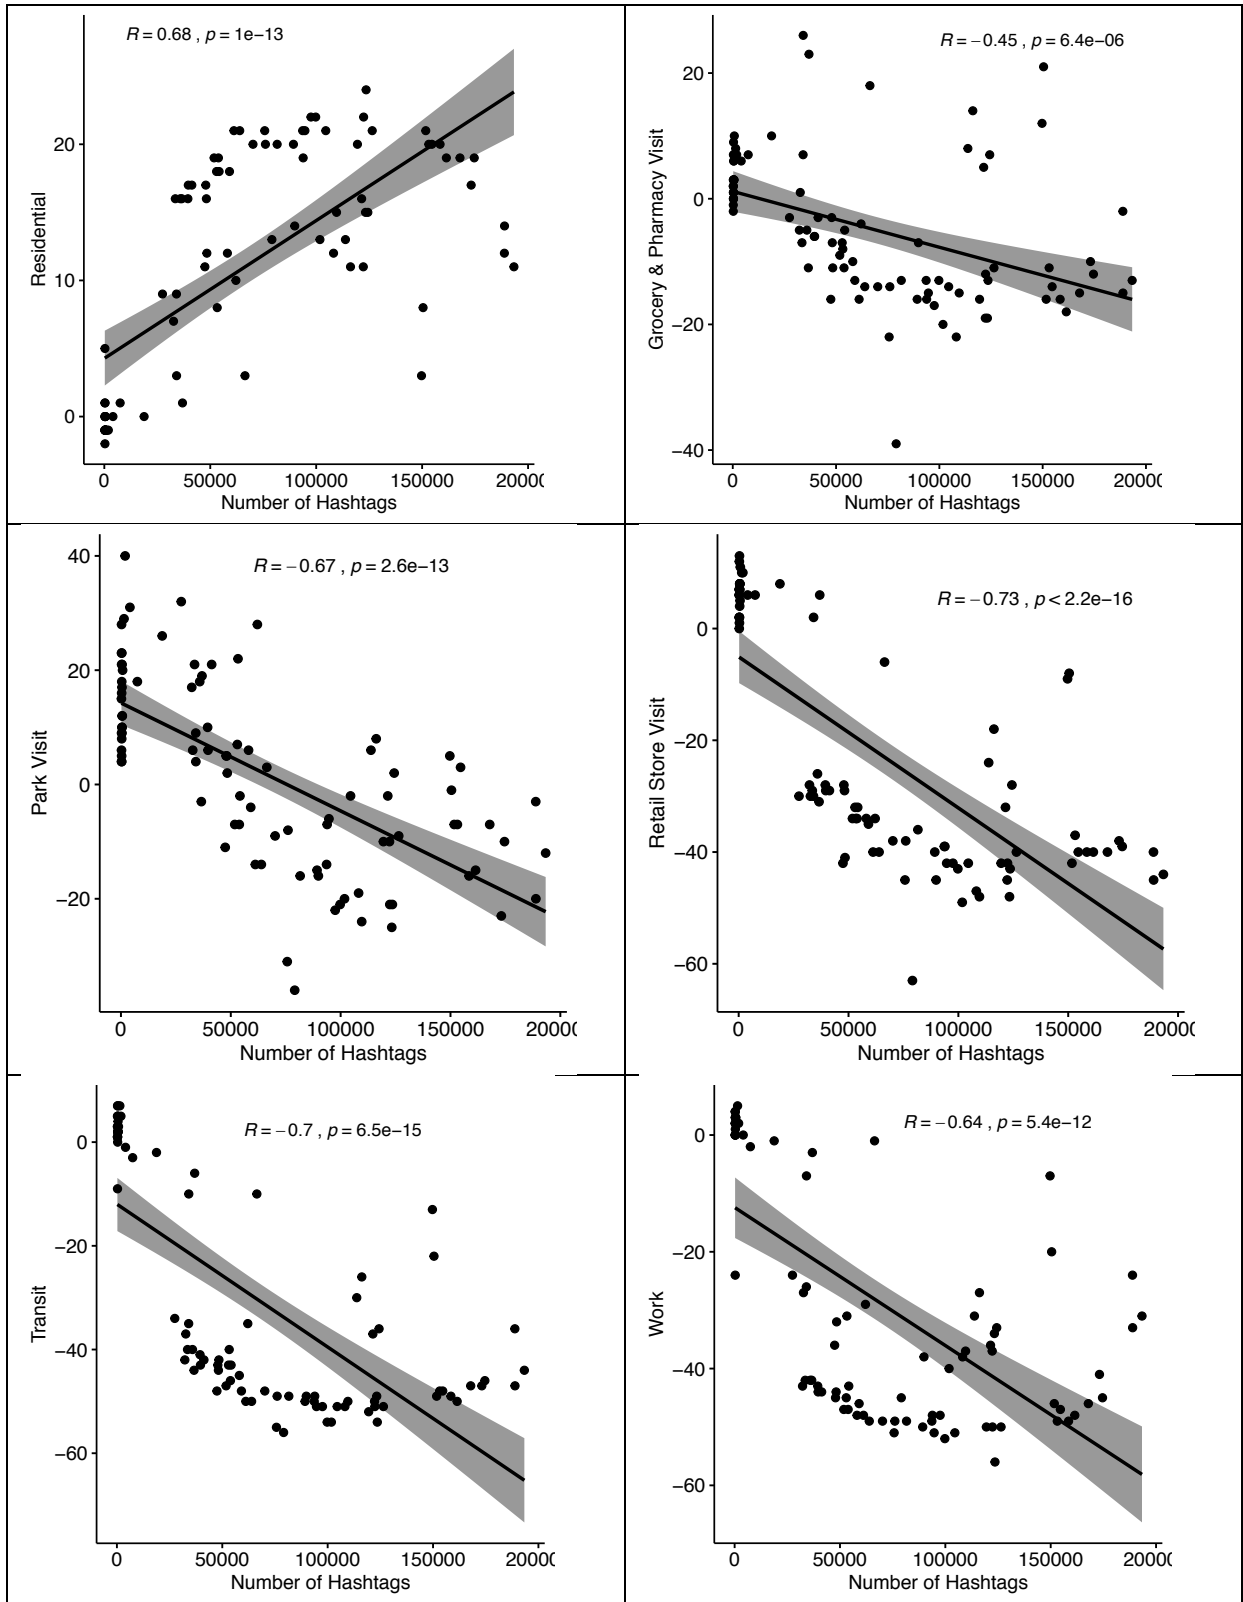 R = 0.68 , p = 1e−13
20
10
0
Residential
0 50000 100000 150000 20000
Number of Hashtags
R = −0.45 , p = 6.4e−06
20
0
−20
−40
Grocery & Pharmacy Visit
0 50000 100000 150000 20000
Number of Hashtags
R = −0.67 , p = 2.6e−13
40
20
0
−20
Park Visit
0 50000 100000 150000 20000
Number of Hashtags
R = −0.73 , p < 2.2e−16
0
−20
−40
−60
Retail Store Visit
0 50000 100000 150000 20000
Number of Hashtags
R = −0.7 , p = 6.5e−15
0
−20
−40
−60
Transit
0 50000 100000 150000 20000
Number of Hashtags
R = −0.64 , p = 5.4e−12
0
−20
−40
−60
Work
0 50000 100000 150000 20000
Number of Hashtags